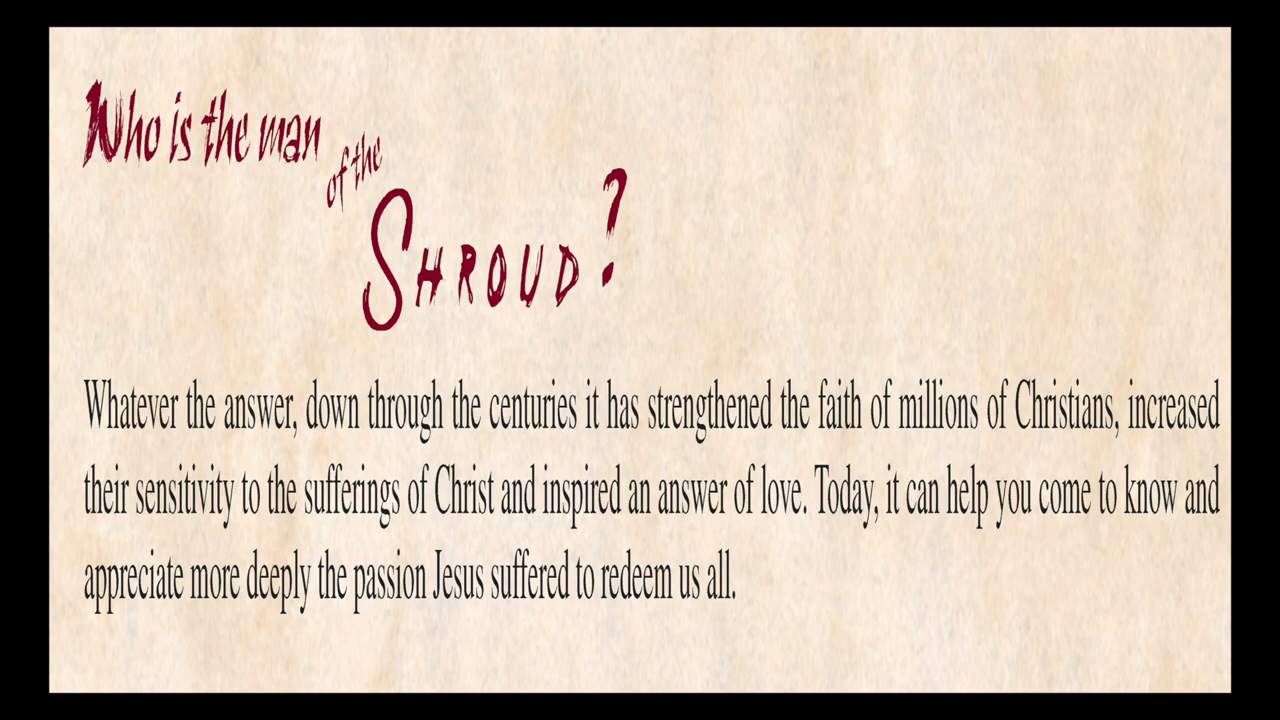 Who is the man
of the
SHROUD?
Whatever the answer, down through the centuries it has strengthened the faith of millions of Christians, increased
their sensitivity to the sufferings of Christ and inspired an answer of love. Today, it can help you come to know and
appreciate more deeply the passion Jesus suffered to redeem us all.